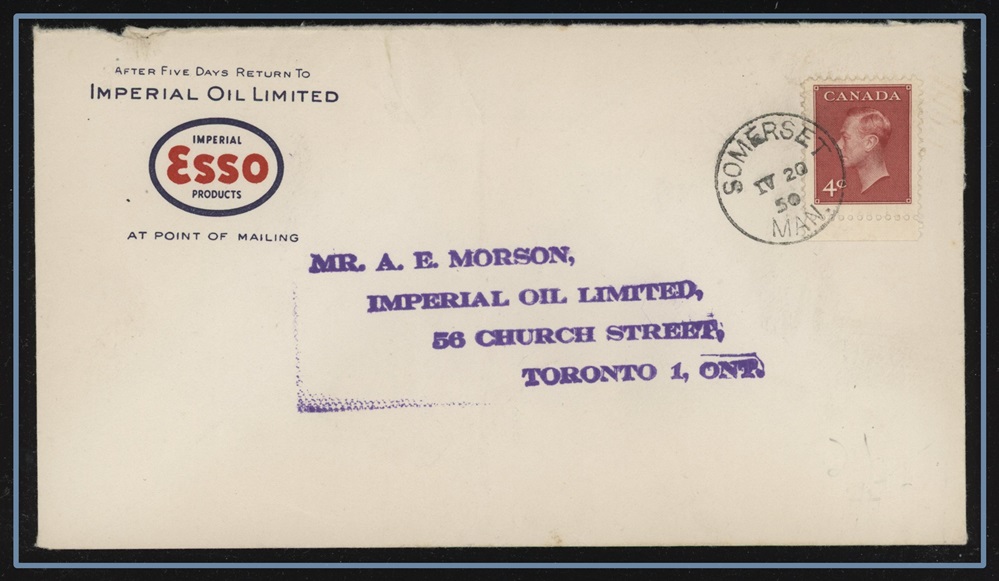 AFTER FIVE DAYS RETURN TO
IMPERIAL OIL LIMITED
IMPERIAL
ESSO
PRODUCTS
AT POINT OF MAILING
CANADA
4¢
SOMERSET
IV 20
50
MAN.
MR. A. E. MORSON,
IMPERIAL OIL LIMITED,
56 CHURCH STREET,
TORONTO 1, ONT.